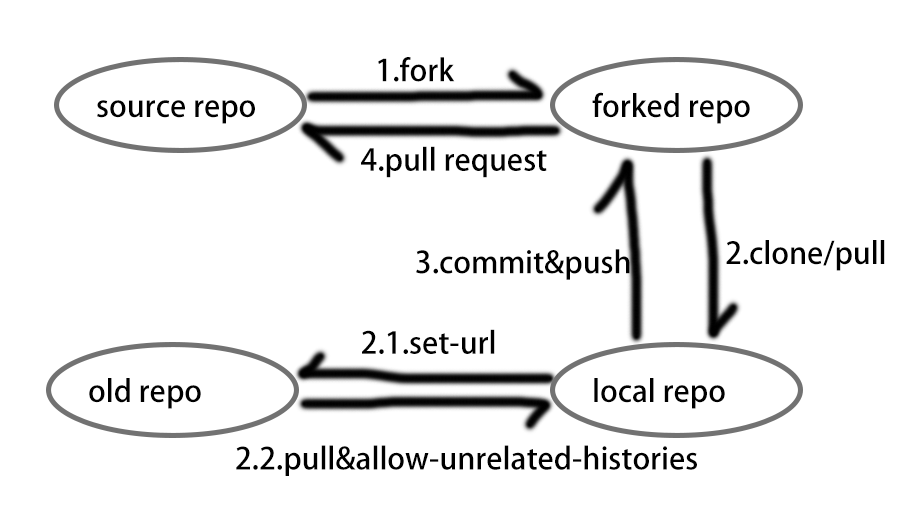 1.fork
source repo
forked repo
4.pull request
3.commit&push
2.clone/pull
2.1.set-url
old repo
local repo
2.2.pull&allow-unrelated-histories